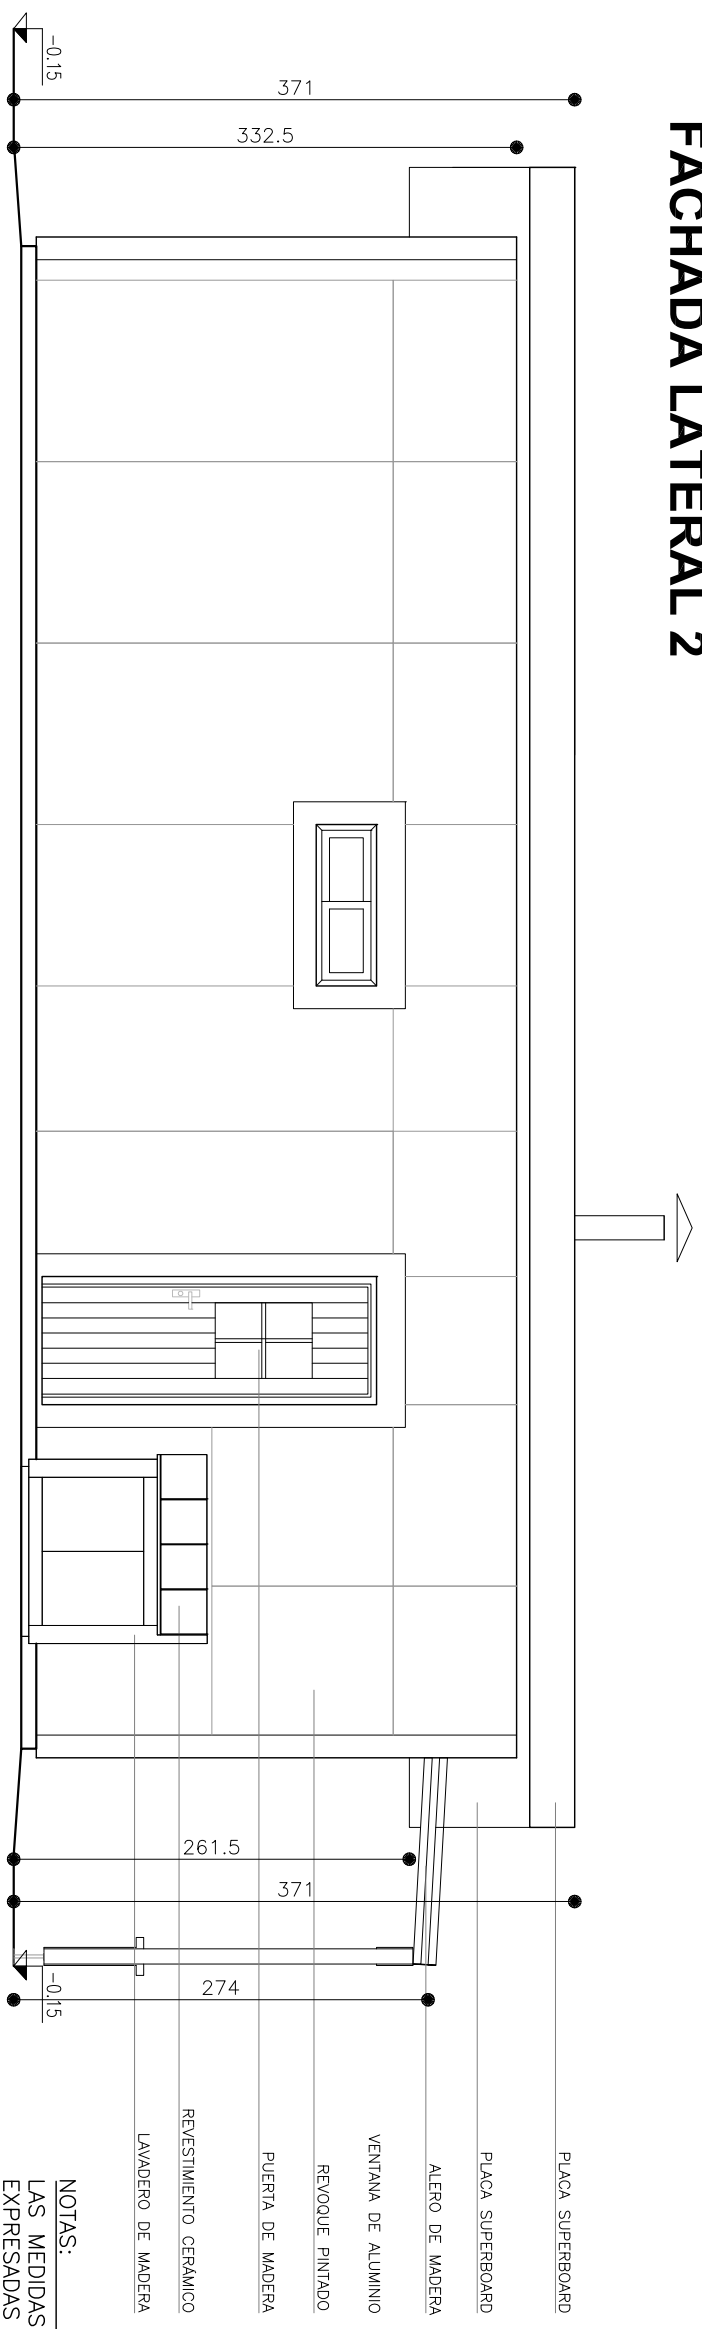 FACHADA LATERAL 2
371
332.5
-0.15
261.5
371
274
-0.15
PLACA SUPERBOARD
PLACA SUPERBOARD
ALERO DE MADERA
VENTANA DE ALUMINIO
REVOQUE PINTADO
PUERTA DE MADERA
REVESTIMIENTO CERÁMICO
LAVADERO DE MADERA
NOTAS:
LAS MEDIDAS
EXPRESADAS